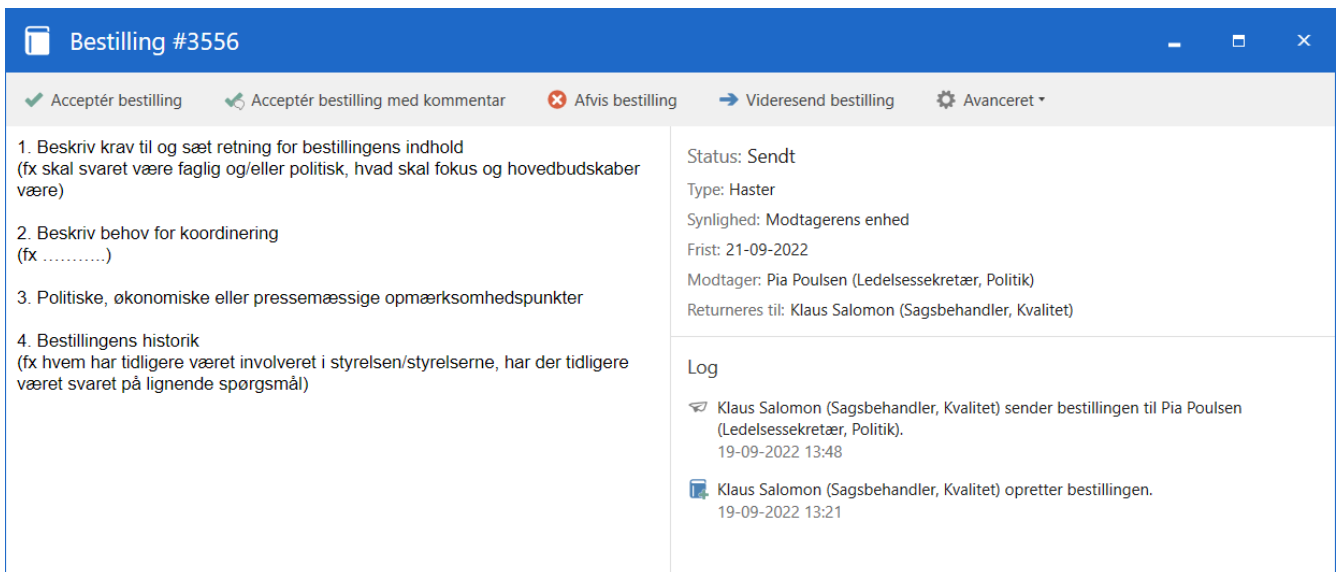 Bestilling #3556
Acceptér bestilling
Acceptér bestilling med kommentar
Afvis bestilling
Videresend bestilling
Avanceret
1. Beskriv krav til og sæt retning for bestillingens indhold
(fx skal svaret være faglig og/eller politisk, hvad skal fokus og hovedbudskaber
være)
2. Beskriv behov for koordinering
(fx ………..)
3. Politiske, økonomiske eller pressemæssige opmærksomhedspunkter
4. Bestillingens historik
(fx hvem har tidligere været involveret i styrelsen/styrelserne, har der tidligere
været svaret på lignende spørgsmål)
Status: Sendt
Type: Haster
Synlighed: Modtagerens enhed
Frist: 21-09-2022
Modtager: Pia Poulsen (Ledelsessekretær, Politik)
Returneres til: Klaus Salomon (Sagsbehandler, Kvalitet)
Log
Klaus Salomon (Sagsbehandler, Kvalitet) sender bestillingen til Pia Poulsen
(Ledelsessekretær, Politik).
19-09-2022 13:48
Klaus Salomon (Sagsbehandler, Kvalitet) opretter bestillingen.
19-09-2022 13:21